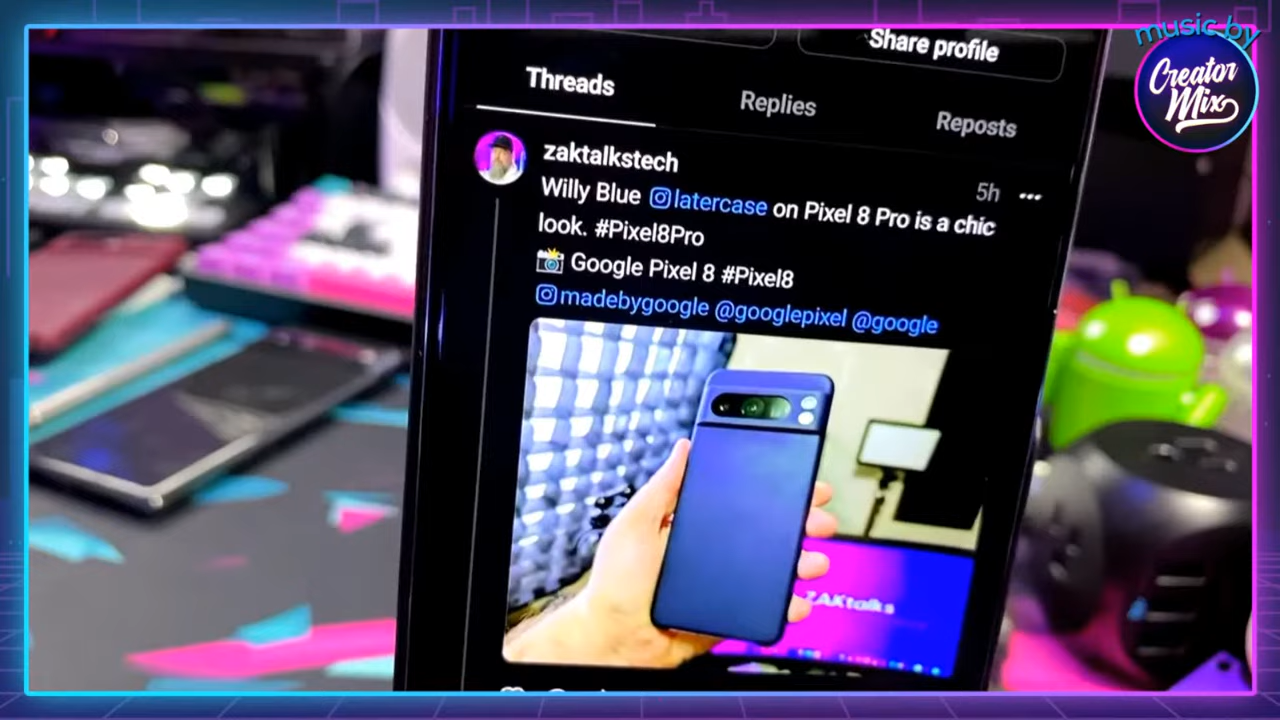 music by
Creator
Mix
Share profile
Threads
Replies
Reposts
zaktalkstech
5h
Willy Blue latercase on Pixel 8 Pro is a chic
look. #Pixel8Pro
Google Pixel 8 #Pixel8
madebygoogle @googlepixel @google
ZAKtalks